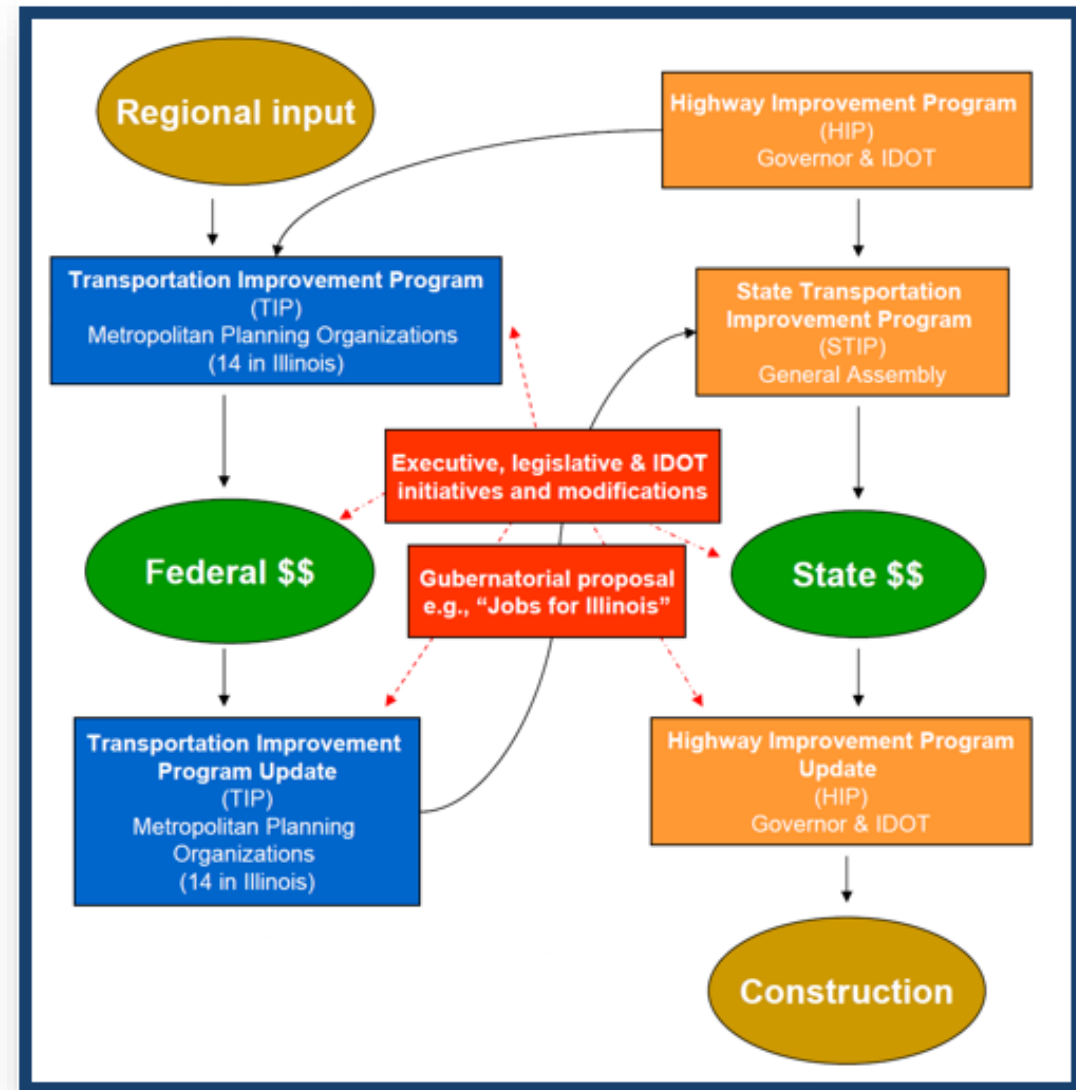 Regional input
Highway Improvement Program
(HIP)
Governor & IDOT
Transportation Improvement Program
(TIP)
Metropolitan Planning Organizations
(14 in Illinois)
State Transportation
Improvement Program
(STIP)
General Assembly
Executive, legislative & IDOT
initiatives and modifications
Federal $$
Gubernatorial proposal
e.g., “Jobs for Illinois”
State $$
Transportation Improvement
Program Update
(TIP)
Metropolitan Planning
Organizations
(14 in Illinois)
Highway Improvement Program
Update
(HIP)
Governor & IDOT
Construction